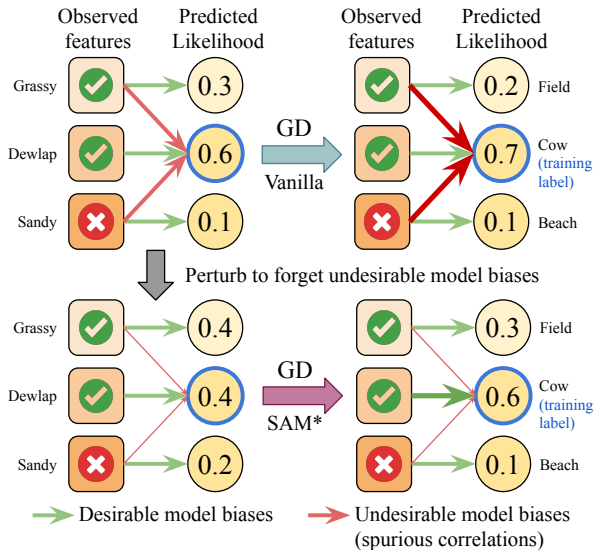 Observed features
Predicted Likelihood
Observed features
Predicted Likelihood
Grassy
0.3
0.2
Field
GD
Dewlap
0.6
0.7
Cow
(training label)
Vanilla
Sandy
0.1
0.1
Beach
Perturb to forget undesirable model biases
Grassy
0.4
0.3
Field
GD
Dewlap
0.4
0.6
Cow
(training label)
SAM*
Sandy
0.2
0.1
Beach
Desirable model biases
Undesirable model biases
(spurious correlations)